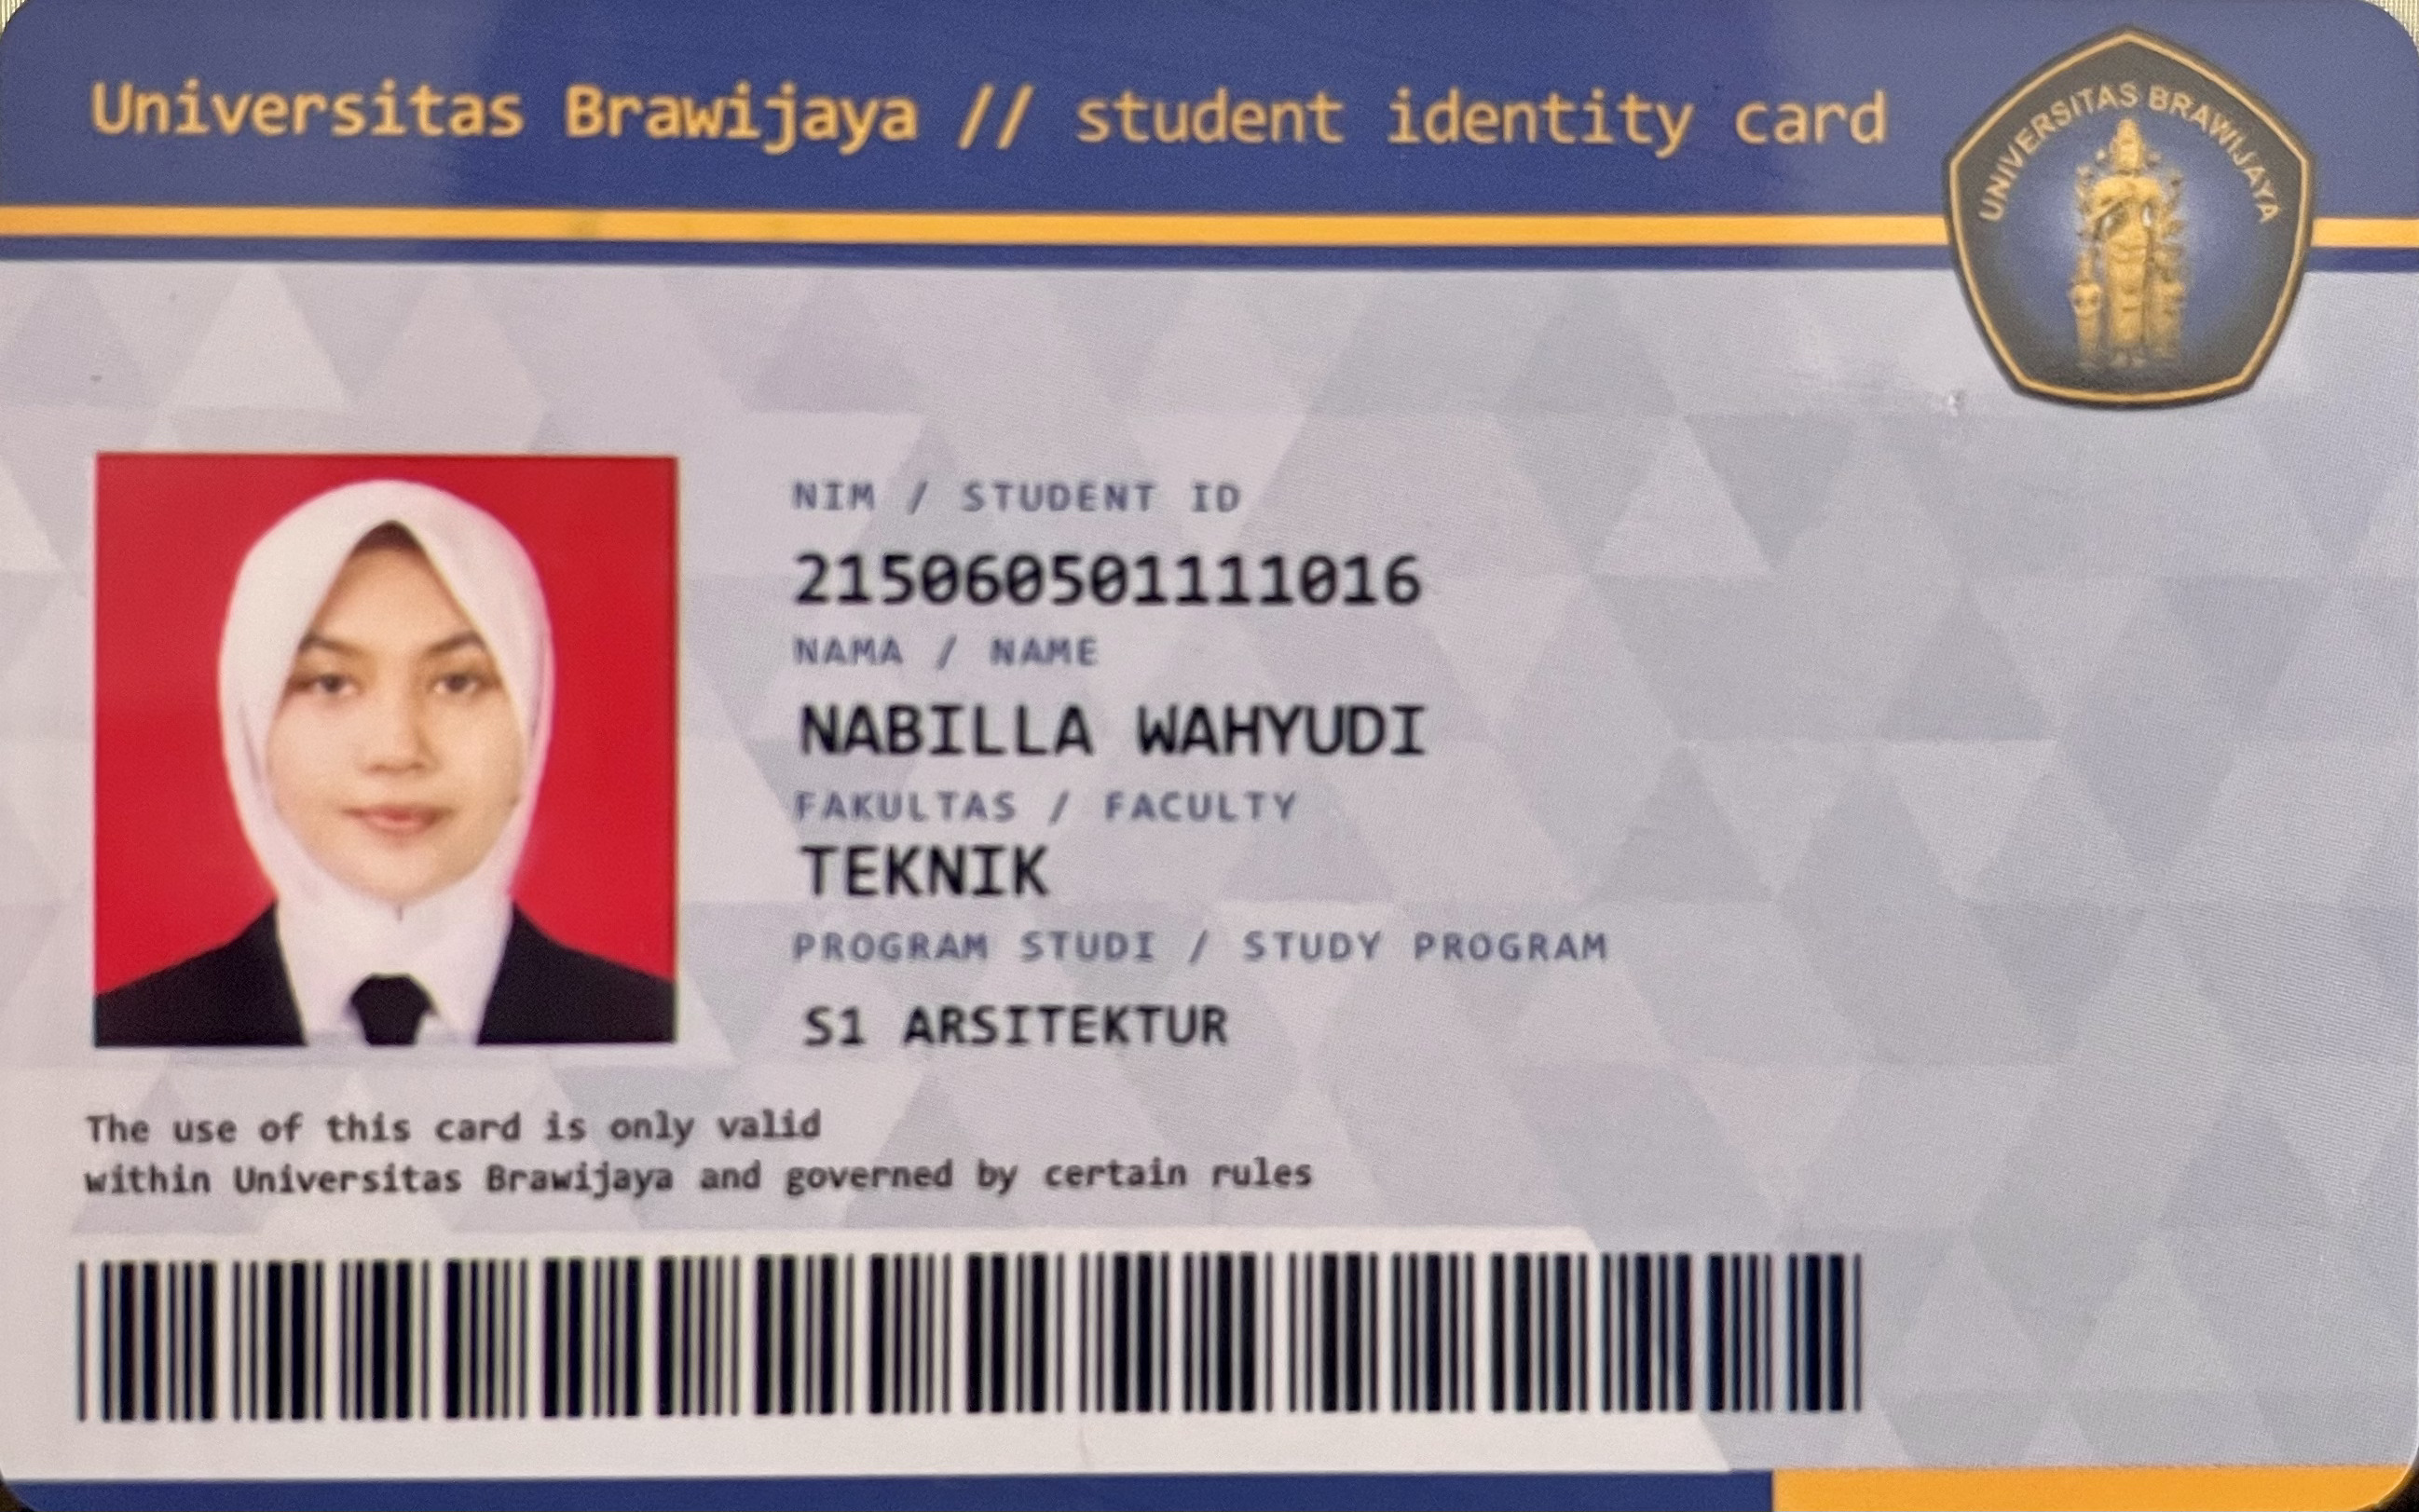 Universitas Brawijaya // student identity card
UNIVERSITAS BRAWIJAYA
NIM / STUDENT ID
215060501111016
NAMA / NAME
NABILLA WAHYUDI
FAKULTAS / FACULTY
TEKNIK
PROGRAM STUDI / STUDY PROGRAM
S1 ARSITEKTUR
The use of this card is only valid
within Universitas Brawijaya and governed by certain rules